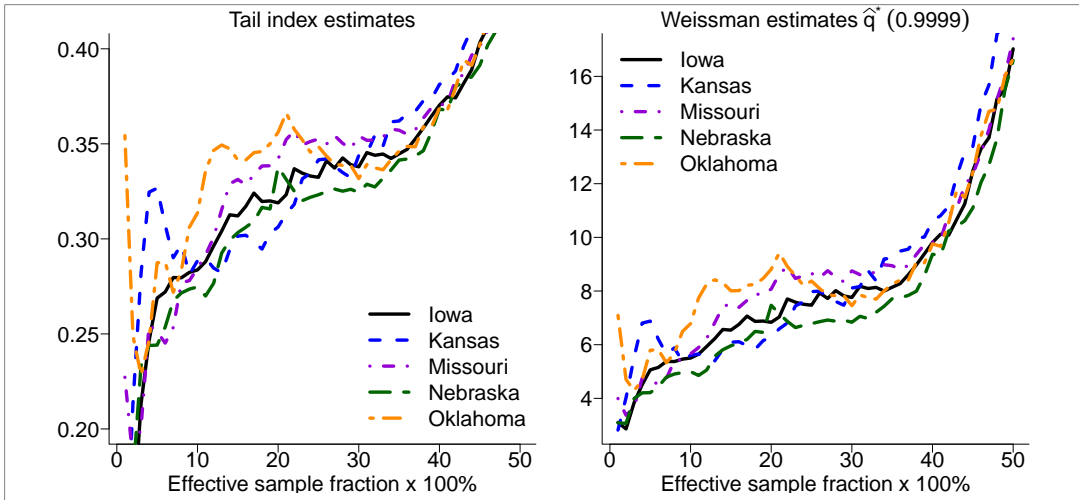 Tail index estimates
0.40
0.35
0.30
0.25
0.20
0 10 20 30 40 50
Effective sample fraction x 100%
Iowa
Kansas
Missouri
Nebraska
Oklahoma
Weissman estimates q̂* (0.9999)
16
14
12
10
8
6
4
0 10 20 30 40 50
Effective sample fraction x 100%
Iowa
Kansas
Missouri
Nebraska
Oklahoma